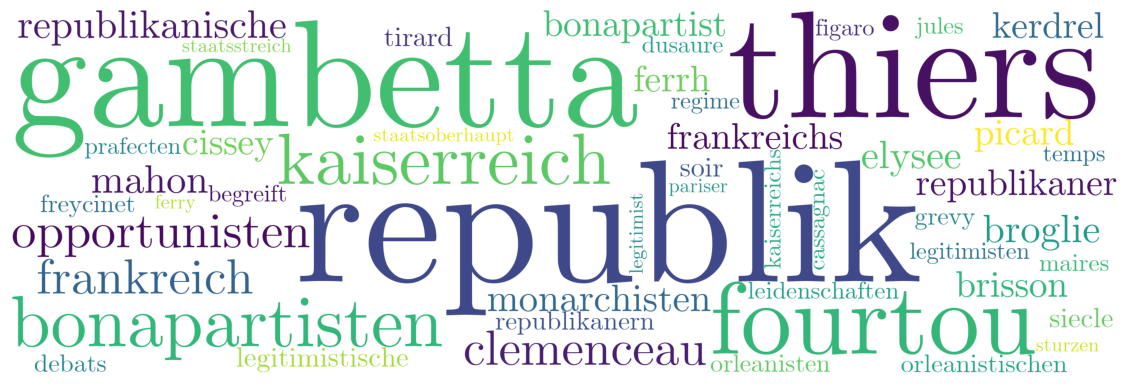 republikanische
staatsstreich
tirard
bonapartist
dusaure
figaro
jules
kerdrel
gambetta
thiers
ferrh
regime
prafecten
cissey
staatsoberhaupt
kaiserreich
frankreichs
picard
elysee
temps
mahon
begreift
soir
pariser
republikaner
freycinet
ferry
opportunisten
republik
legitimist
kaiserreichs
cassagnac
grevy
broglie
legitimisten
maires
frankreich
monarchisten
leidenschaften
brisson
bonapartisten
republikanern
fourtou
siecle
debats
legitimistische
clemenceau
orleanisten
orleanistischen
sturzen